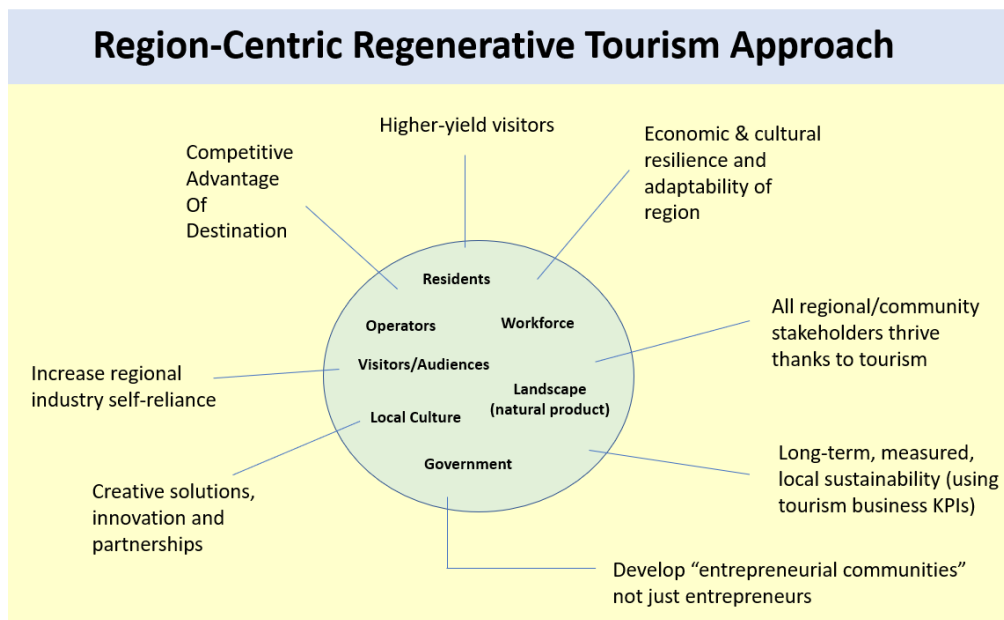 Region-Centric Regenerative Tourism Approach
Higher-yield visitors
Competitive
Advantage
Of
Destination
Economic & cultural
resilience and
adaptability of
region
Residents
Operators
Workforce
Visitors/Audiences
Landscape
(natural product)
Local Culture
Government
All regional/community
stakeholders thrive
thanks to tourism
Increase regional
industry self-reliance
Long-term, measured,
local sustainability (using
tourism business KPIs)
Creative solutions,
innovation and
partnerships
Develop “entrepreneurial communities”
not just entrepreneurs